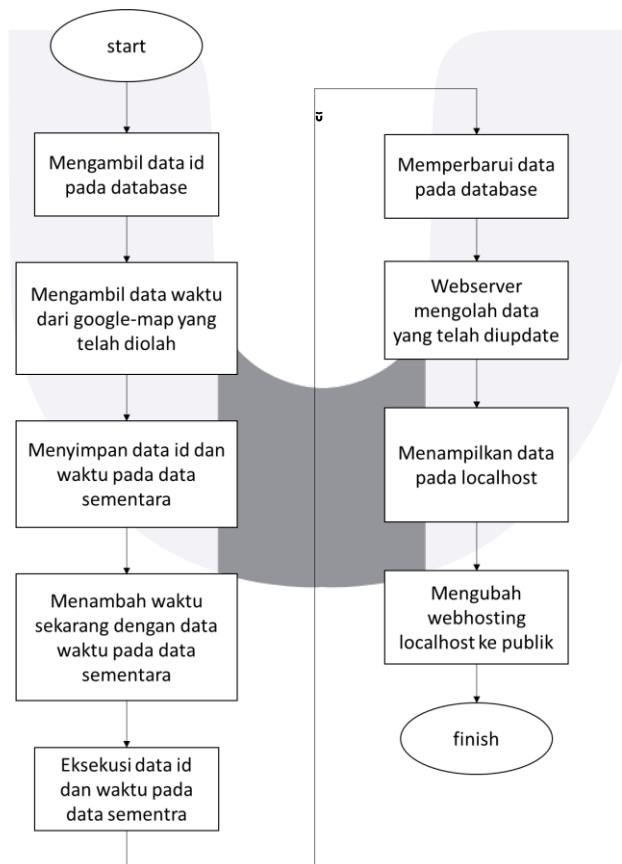 start
Mengambil data id
pada database
Mengambil data waktu
dari google-map yang
telah diolah
Menyimpan data id dan
waktu pada data
sementara
Menambah waktu
sekarang dengan data
waktu pada data
sementara
Eksekusi data id
dan waktu pada
data sementra
Memperbarui data
pada database
Webserver
mengolah data
yang telah diupdate
Menampilkan data
pada localhost
Mengubah
webhosting
localhost ke publik
finish